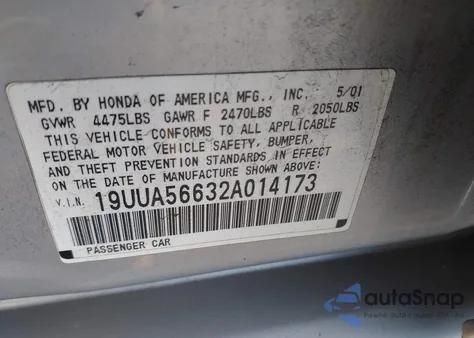 MFD. BY HONDA OF AMERICA MFG., INC. 5/01
GVWR 4475LBS GAWR F 2470LBS R 2050LBS
THIS VEHICLE CONFORMS TO ALL APPLICABLE
FEDERAL MOTOR VEHICLE SAFETY, BUMPER,
AND THEFT PREVENTION STANDARDS IN EFFECT
ON THE DATE OF MANUFACTURE SHOWN ABOVE.
V.I.N. 19UUA56632A014173
PASSENGER CAR
autaSnap